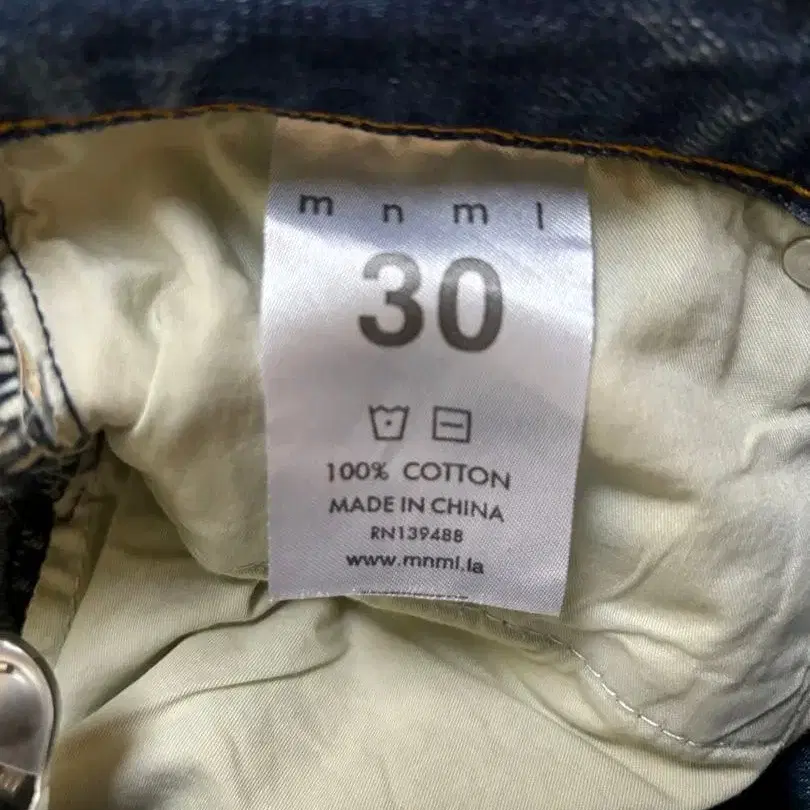 m n m l
30
100% COTTON
MADE IN CHINA
RN139488
www.mnml.la